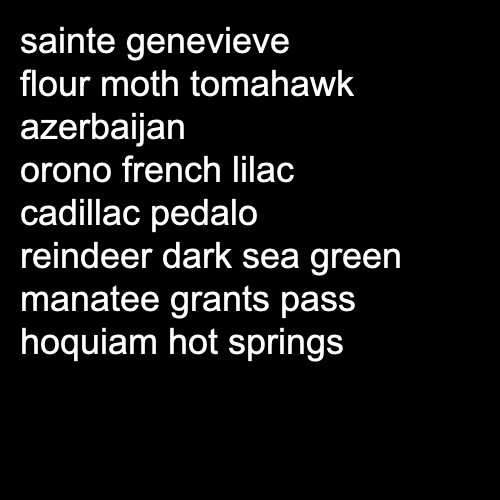 sainte genevieve
flour moth tomahawk
azerbaijan
orono french lilac
cadillac pedalo
reindeer dark sea green
manatee grants pass
hoquiam hot springs